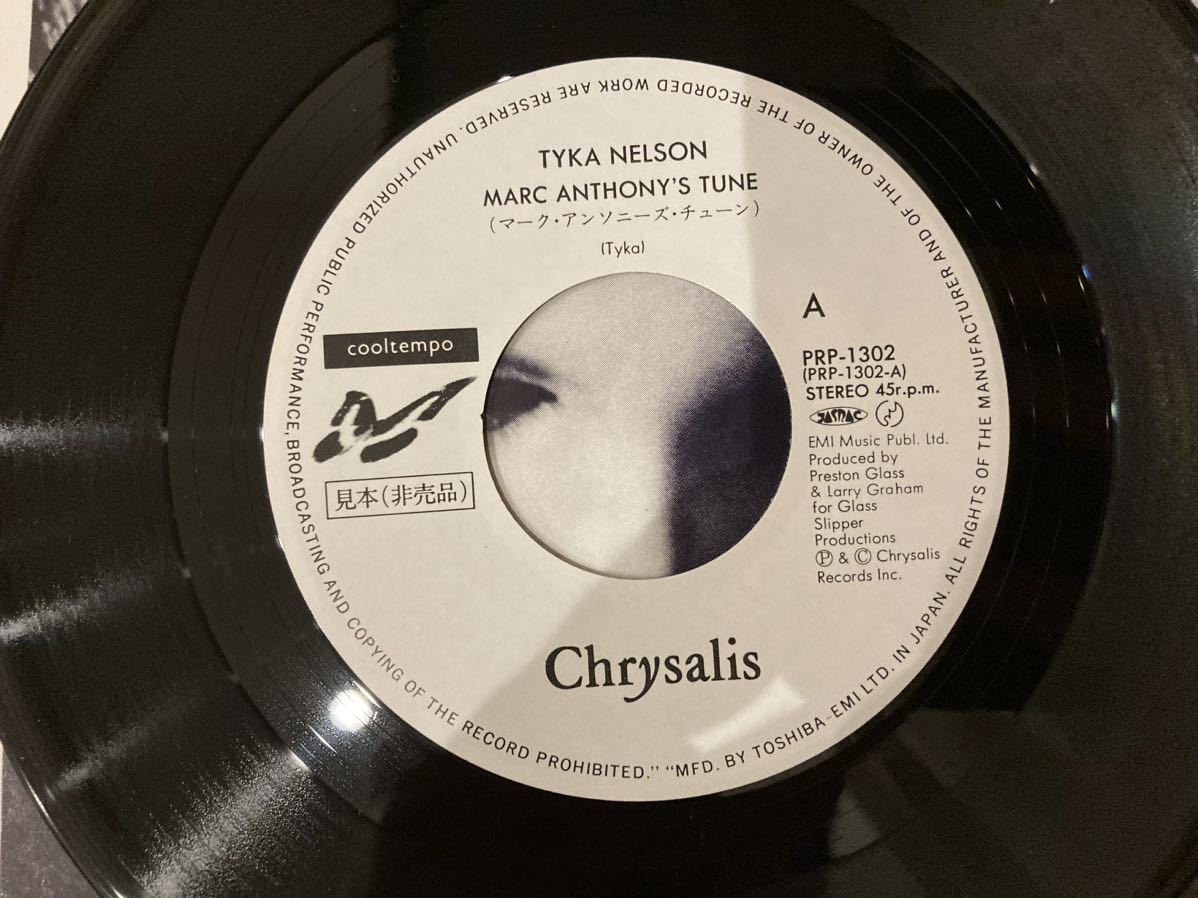 TYKA NELSON
MARC ANTHONY'S TUNE
(マーク・アンソニーズ・チューン)
(Tyka)
cooltempo
見本(非売品)
A
PRP-1302
(PRP-1302-A)
STEREO 45r.p.m.
JASRAC
EMI Music Publ. Ltd.
Produced by
Preston Glass
& Larry Graham
for Glass
Slipper
Productions
Ⓟ & © Chrysalis
Records Inc.
Chrysalis
"MFD. BY TOSHIBA-EMI LTD. IN JAPAN. ALL RIGHTS OF THE MANUFACTURER AND OF THE OWNER OF THE RECORDED WORK ARE RESERVED. UNAUTHORIZED PUBLIC PERFORMANCE, BROADCASTING AND COPYING OF THE RECORD PROHIBITED."